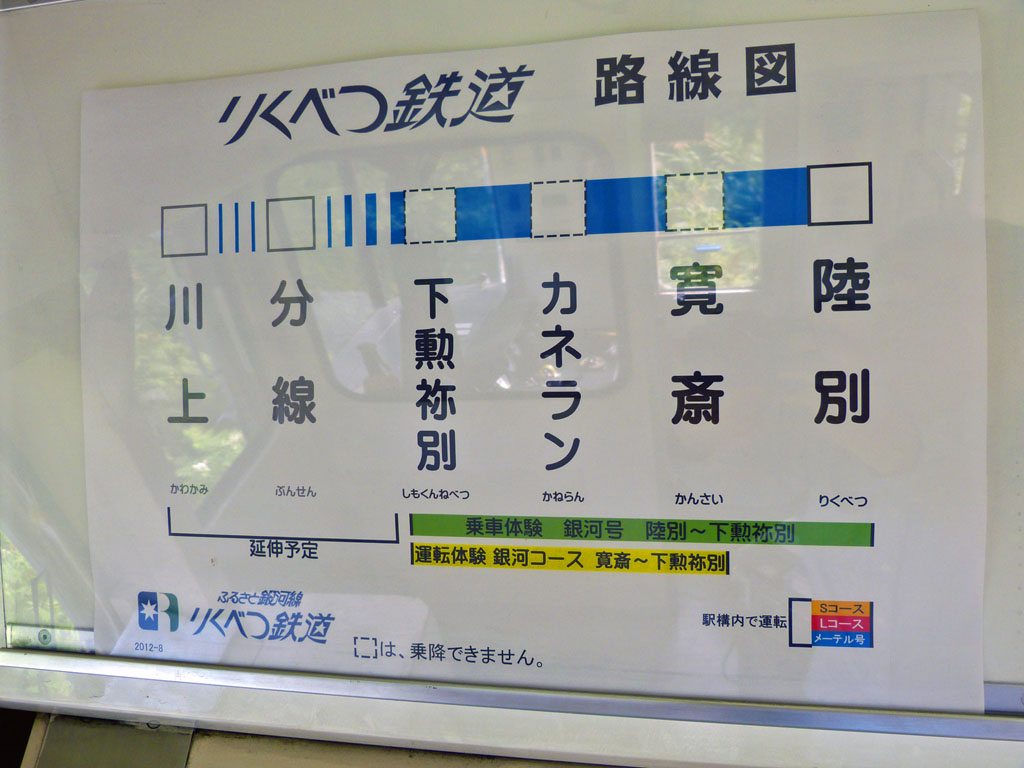 りくべつ鉄道 路線図
川上
分線
下勲祢別
カネラン
寛斎
陸別
かわかみ ぶんせん しもくんねべつ かねらん かんさい りくべつ
乗車体験 銀河号 陸別～下勲祢別
延伸予定
運転体験 銀河コース 寛斎～下勲祢別
ふるさと銀河線
りくべつ鉄道
2012-8
は、乗降できません。
駅構内で運転
Sコース
Lコース
メーテル号